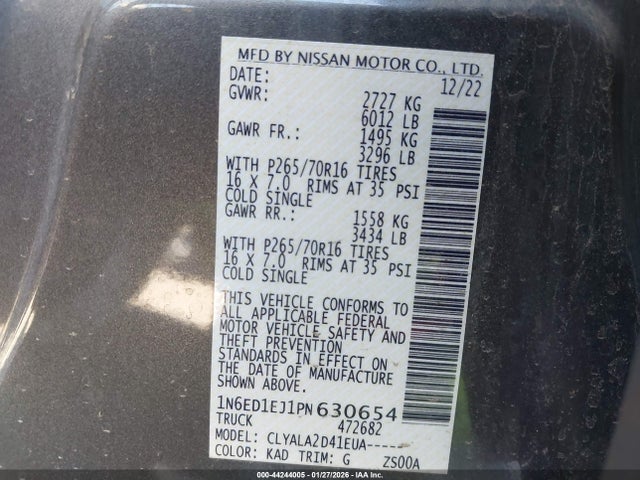 MFD BY NISSAN MOTOR CO., LTD.
DATE: 12/22
GVWR: 2727 KG
6012 LB
GAWR FR.: 1495 KG
3296 LB
WITH P265/70R16 TIRES
16 X 7.0 RIMS AT 35 PSI
COLD SINGLE
GAWR RR.: 1558 KG
3434 LB
WITH P265/70R16 TIRES
16 X 7.0 RIMS AT 35 PSI
COLD SINGLE
THIS VEHICLE CONFORMS TO
ALL APPLICABLE FEDERAL
MOTOR VEHICLE SAFETY AND
THEFT PREVENTION
STANDARDS IN EFFECT ON
THE DATE OF MANUFACTURE
SHOWN ABOVE.
1N6ED1EJ1PN630654
TRUCK 472682
MODEL: CLYALA2D41EUA-----
COLOR: KAD TRIM: G ZS00A
000-44244005 | 01/27/2026 - IAAI.COM